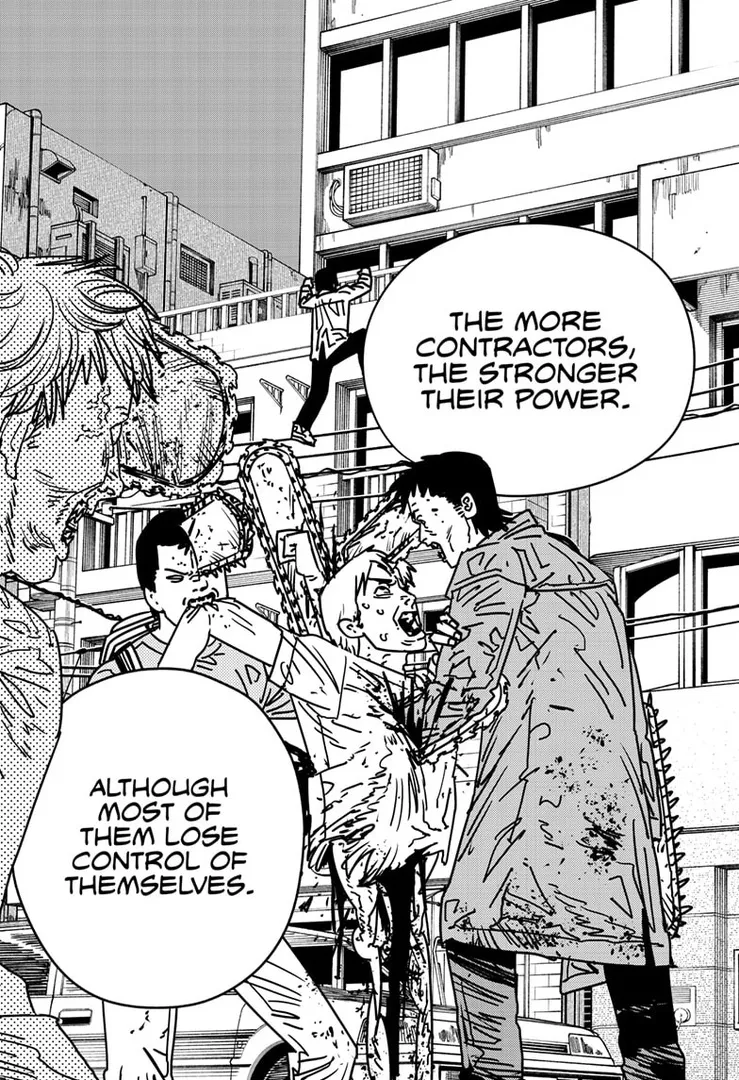 THE MORE
CONTRACTORS,
THE STRONGER
THEIR POWER.
ALTHOUGH
MOST OF
THEM LOSE
CONTROL OF
THEMSELVES.